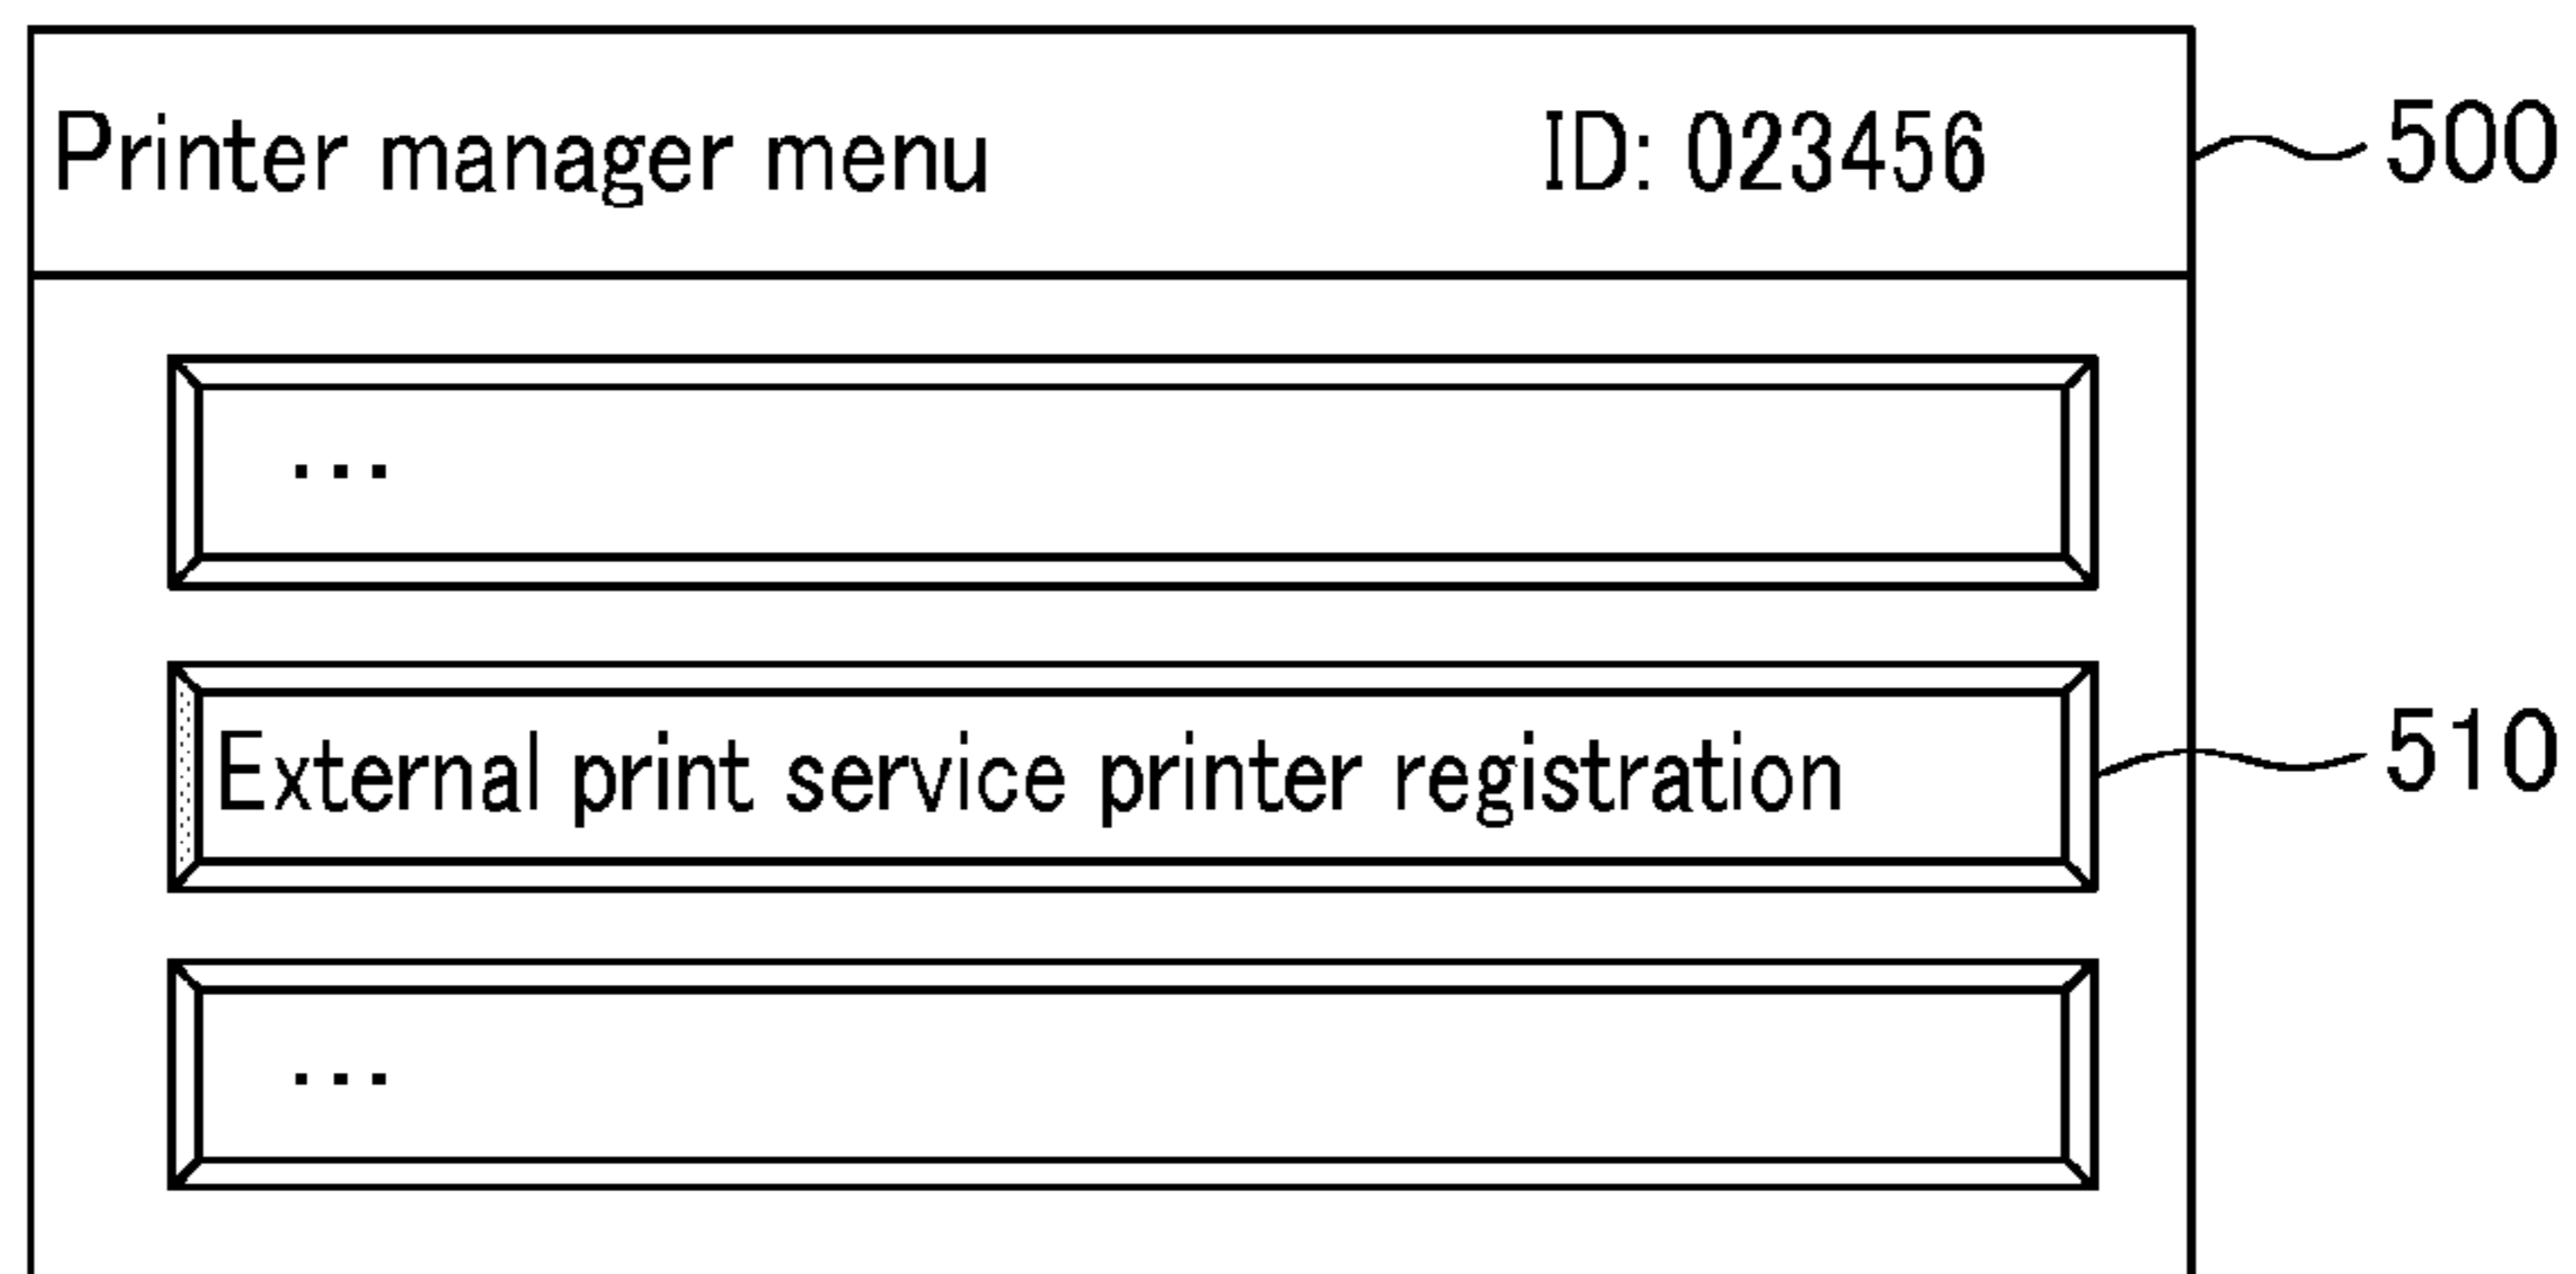 Printer manager menu ID: 023456 500
...
External print service printer registration 510
...